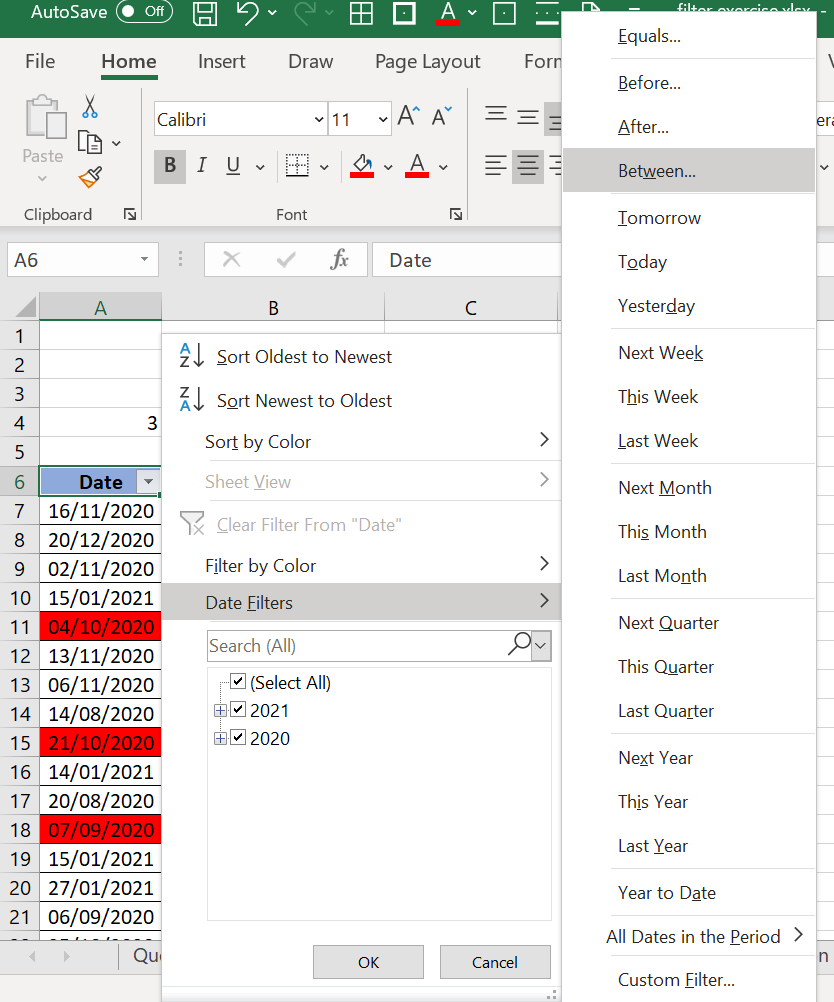 AutoSave Off filter exercise.xlsx -
File Home Insert Draw Page Layout
Calibri 11
Paste
B I U A
Clipboard Font
A6 fx Date
A B C
1
2
3
4 3
5
6 Date
7 16/11/2020
8 20/12/2020
9 02/11/2020
10 15/01/2021
11 04/10/2020
12 13/11/2020
13 06/11/2020
14 14/08/2020
15 21/10/2020
16 14/01/2021
17 20/08/2020
18 07/09/2020
19 15/01/2021
20 27/01/2021
21 06/09/2020
Sort Oldest to Newest
Sort Newest to Oldest
Sort by Color
Sheet View
Clear Filter From "Date"
Filter by Color
Date Filters
Search (All)
(Select All)
2021
2020
OK Cancel
Equals...
Before...
After...
Between...
Tomorrow
Today
Yesterday
Next Week
This Week
Last Week
Next Month
This Month
Last Month
Next Quarter
This Quarter
Last Quarter
Next Year
This Year
Last Year
Year to Date
All Dates in the Period
Custom Filter...